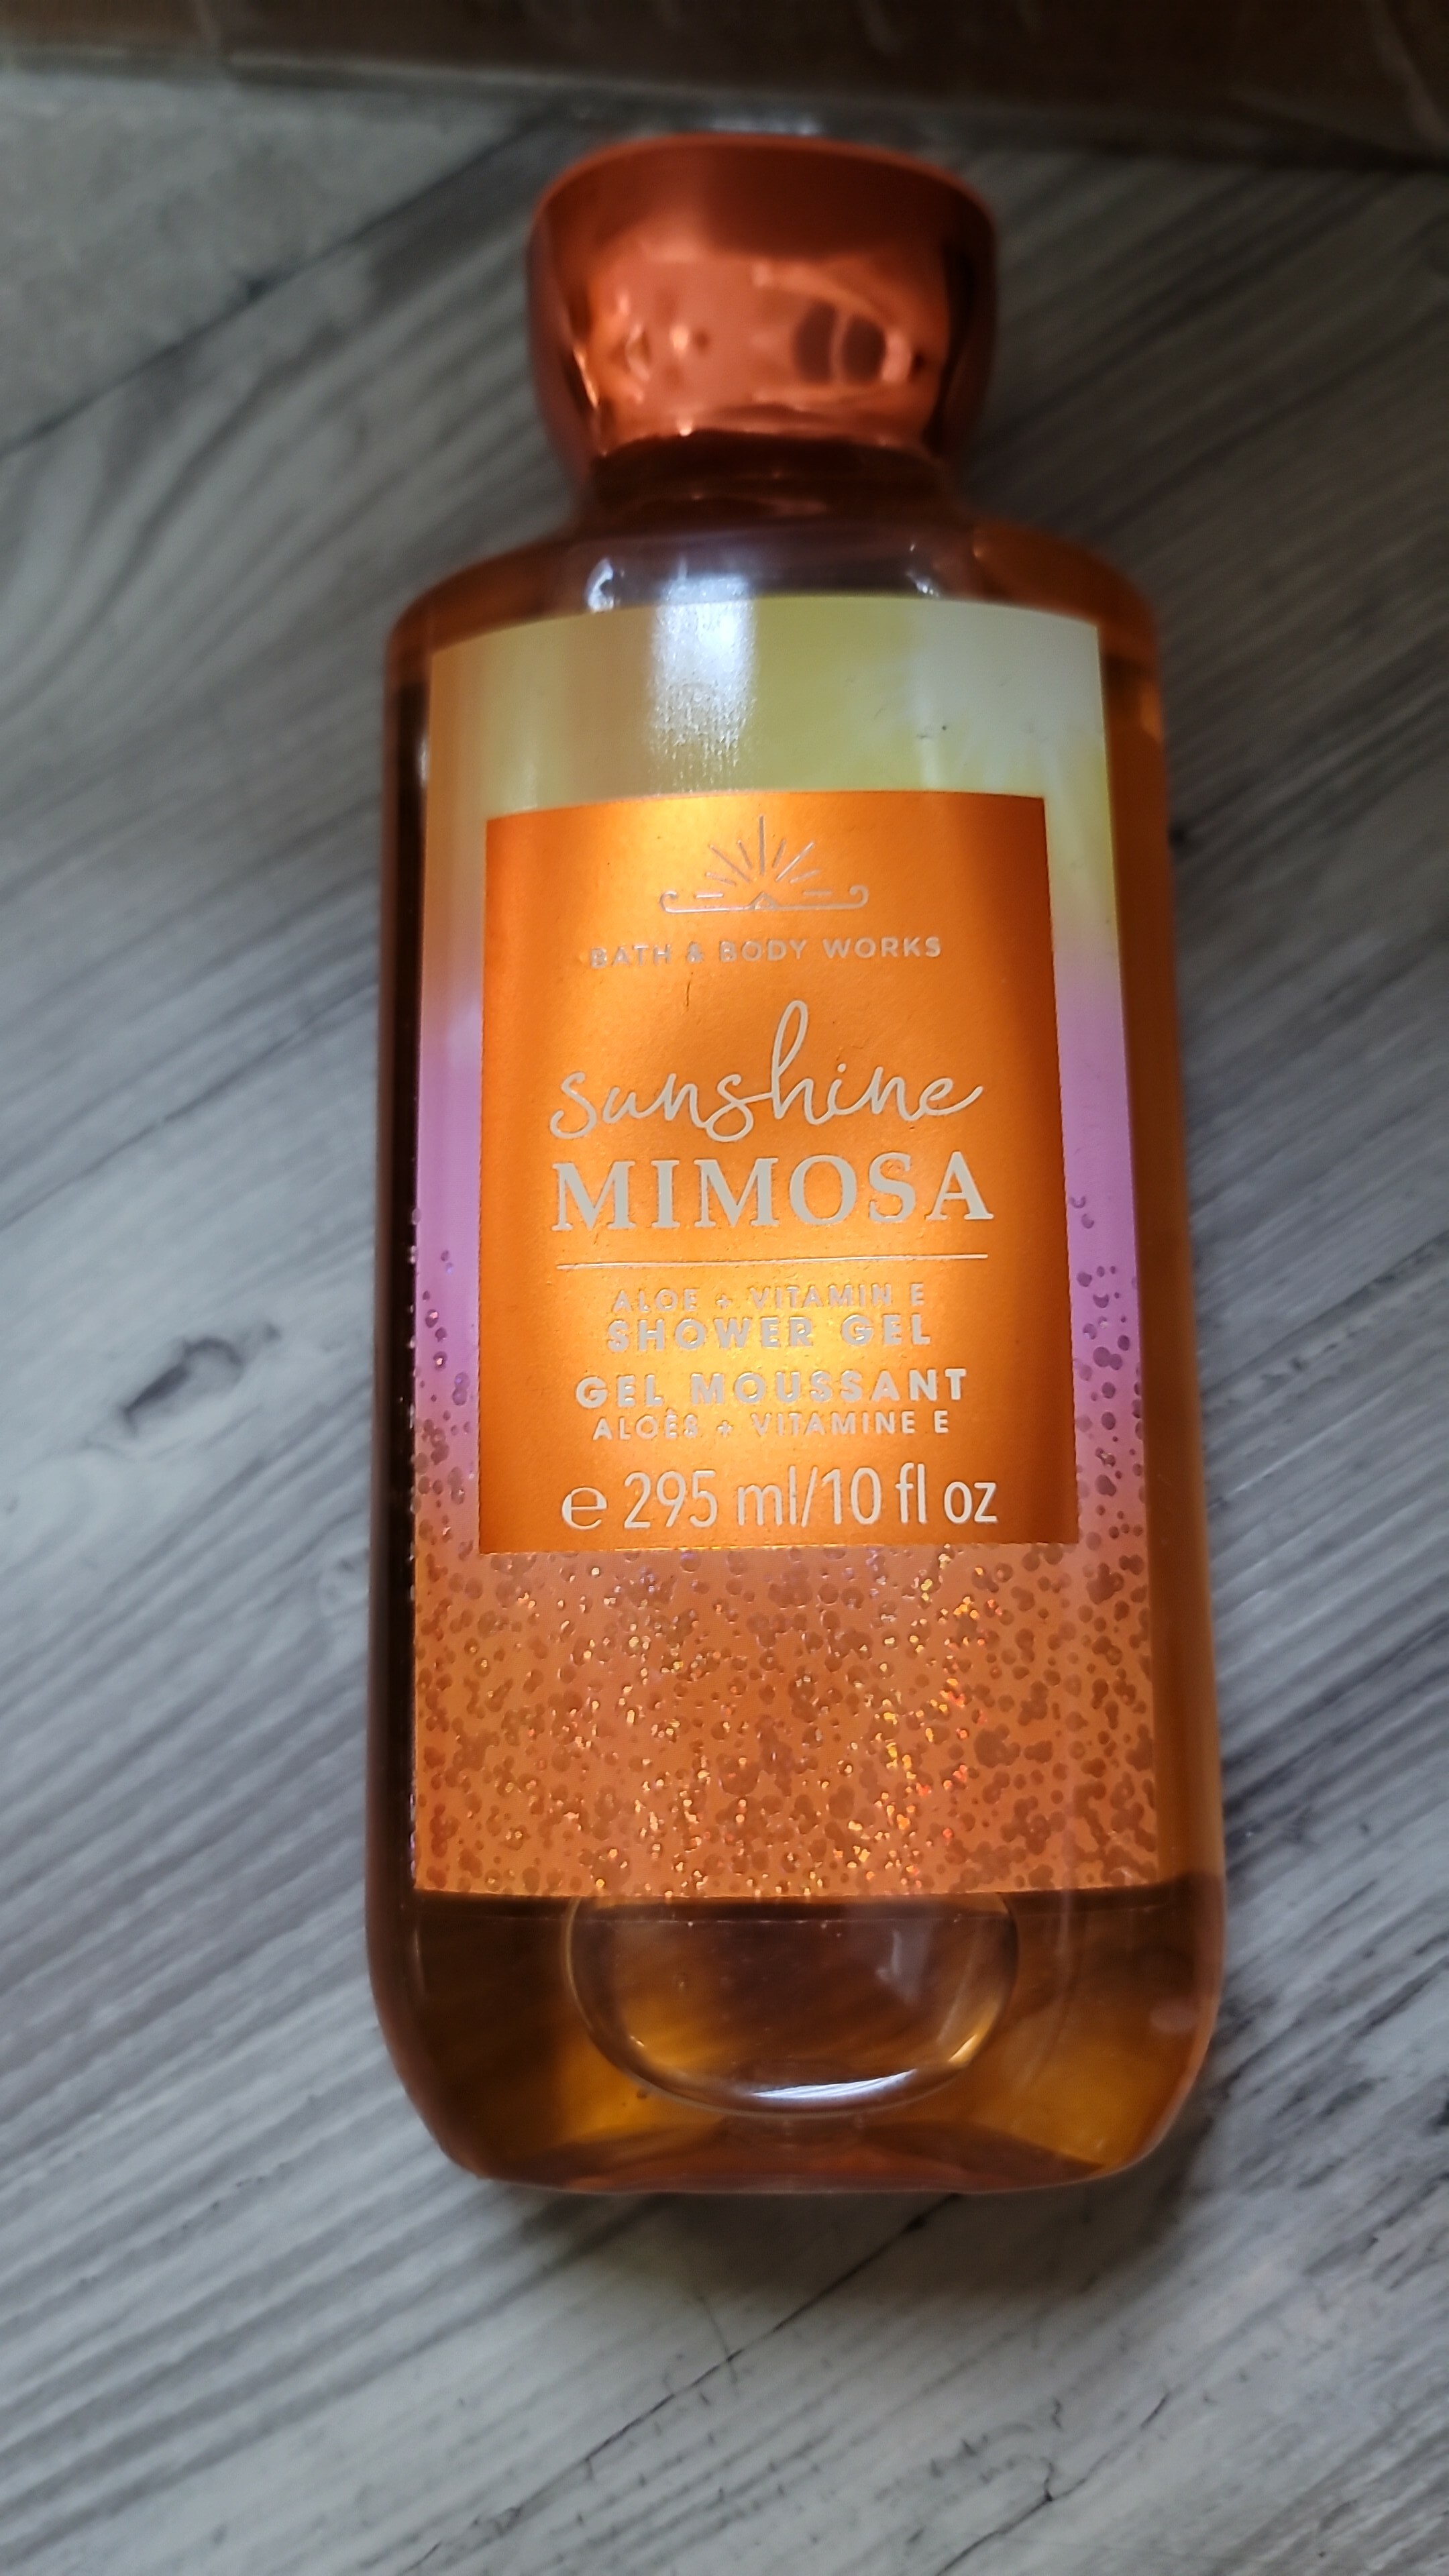 BATH & BODY WORKS
sunshine
MIMOSA
ALOE + VITAMIN E
SHOWER GEL
GEL MOUSSANT
ALOÈS + VITAMINE E
℮ 295 ml/10 fl oz